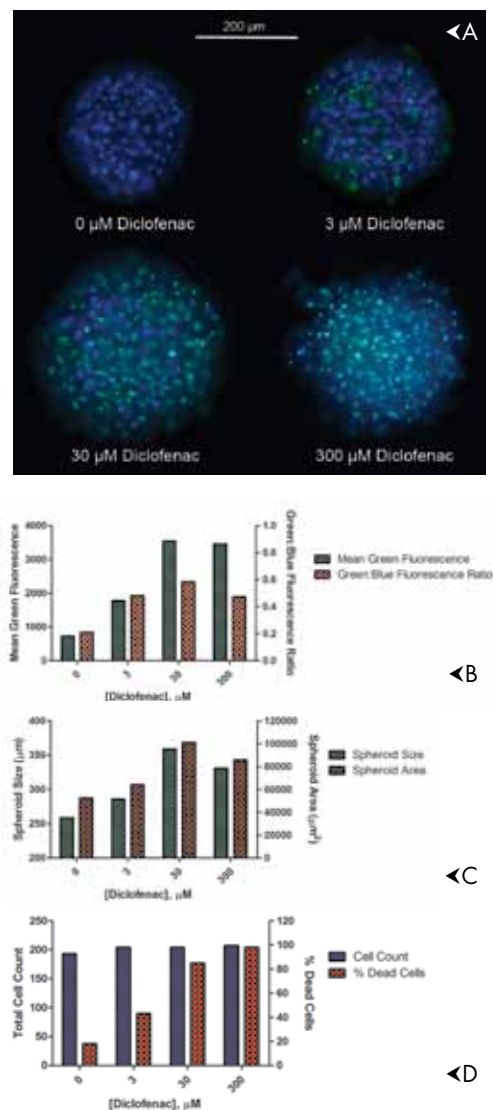 200 µm
A
0 µM Diclofenac
3 µM Diclofenac
30 µM Diclofenac
300 µM Diclofenac
Mean Green Fluorescence
4000
3000
2000
1000
0
Green:Blue Fluorescence Ratio
1.0
0.8
0.6
0.4
0.2
0.0
Mean Green Fluorescence
Green:Blue Fluorescence Ratio
0
3
30
300
[Diclofenac], µM
B
Spheroid Size (µm)
400
350
300
250
200
Spheroid Area (µm²)
120000
100000
80000
60000
40000
20000
0
Spheroid Size
Spheroid Area
0
3
30
300
[Diclofenac], µM
C
Total Cell Count
250
200
150
100
50
0
% Dead Cells
120
100
80
60
40
20
0
Cell Count
% Dead Cells
0
3
30
300
[Diclofenac], µM
D